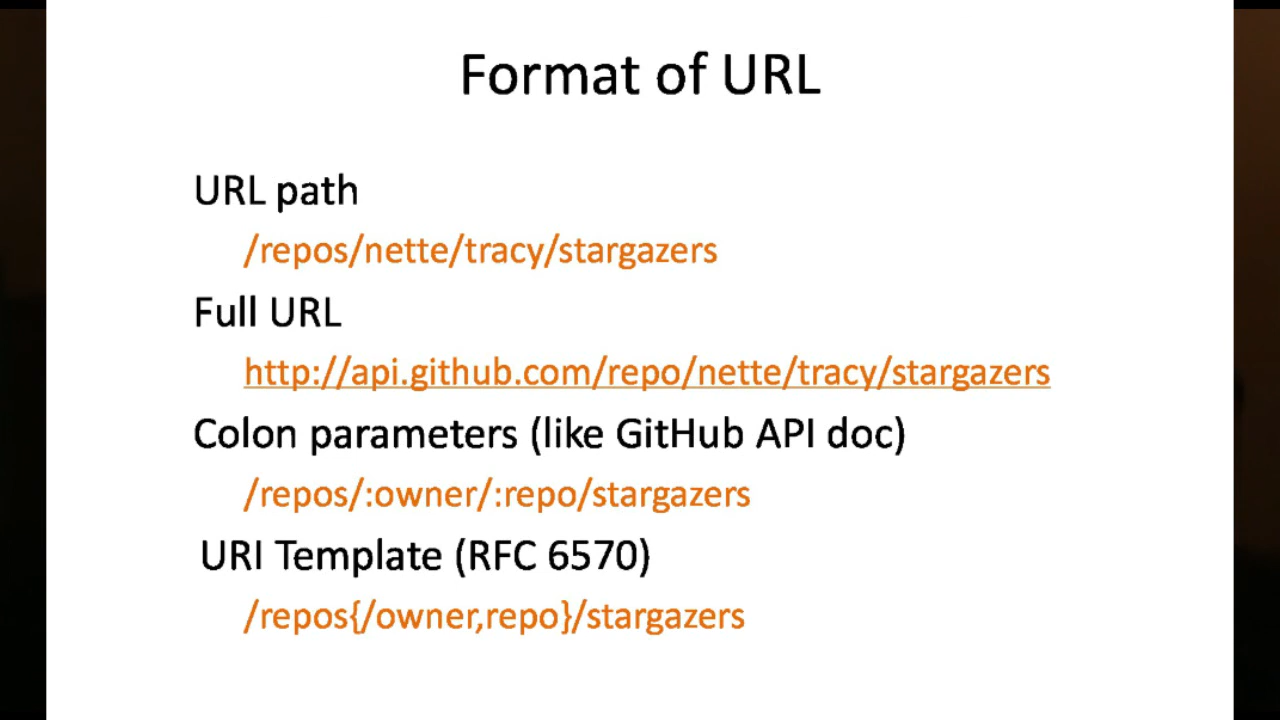 Format of URL
URL path
/repos/nette/tracy/stargazers
Full URL
http://api.github.com/repo/nette/tracy/stargazers
Colon parameters (like GitHub API doc)
/repos/:owner/:repo/stargazers
URI Template (RFC 6570)
/repos{/owner,repo}/stargazers